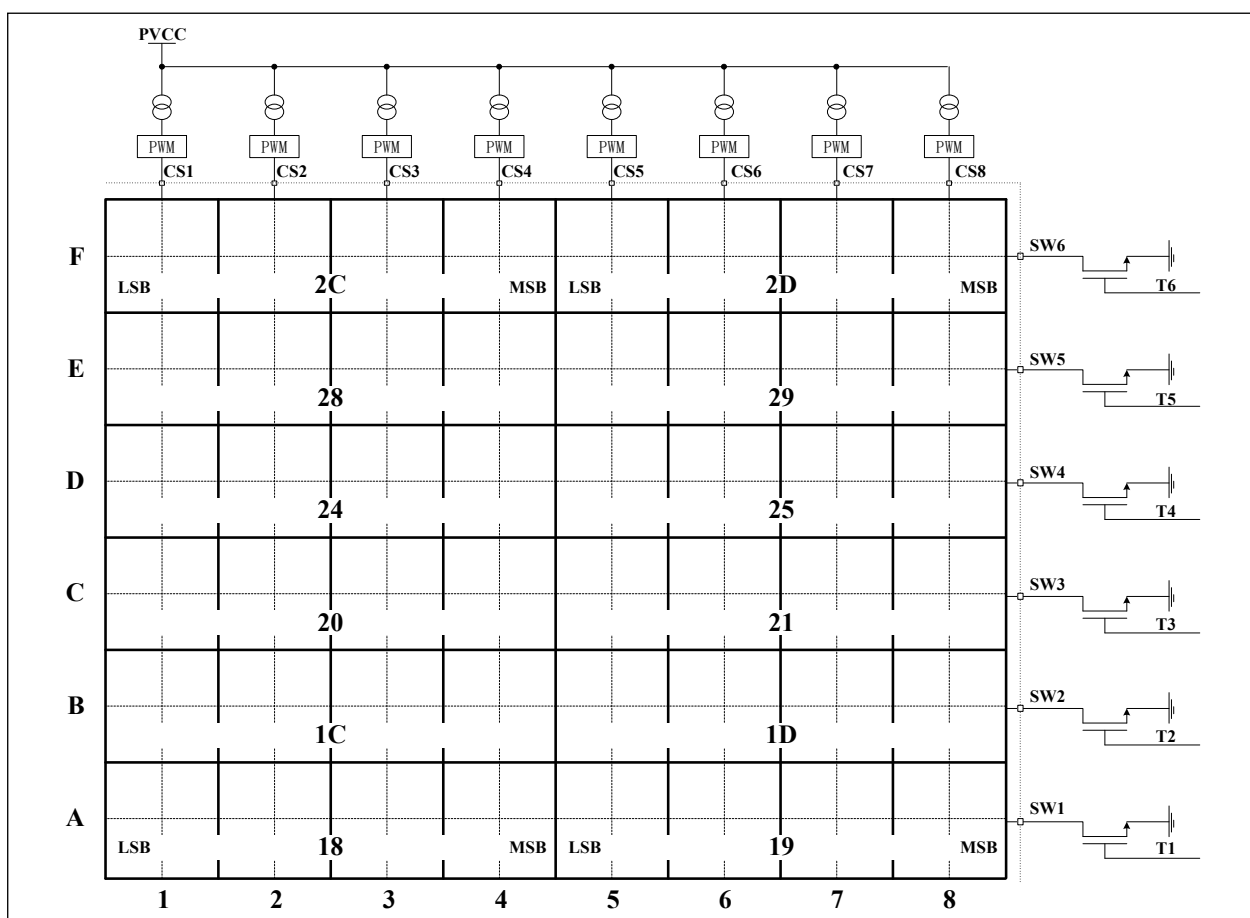 PVCC
PWM PWM PWM PWM PWM PWM PWM PWM
CS1 CS2 CS3 CS4 CS5 CS6 CS7 CS8
F SW6
LSB 2C MSB LSB 2D MSB T6
E SW5
28 29 T5
D SW4
24 25 T4
C SW3
20 21 T3
B SW2
1C 1D T2
A SW1
LSB 18 MSB LSB 19 MSB T1
1 2 3 4 5 6 7 8